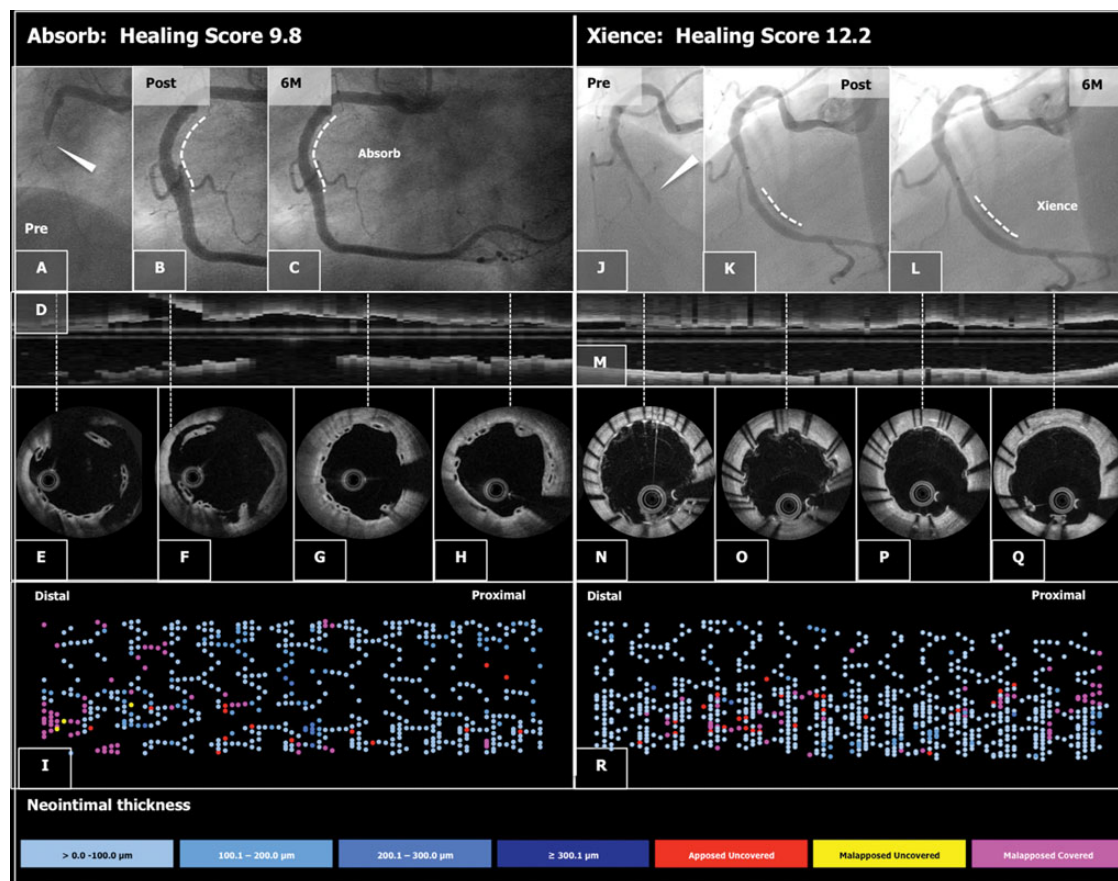 Absorb: Healing Score 9.8
Xience: Healing Score 12.2
Post
6M
Absorb
Pre
A
B
C
Pre
Post
6M
Xience
J
K
L
D
M
E
F
G
H
N
O
P
Q
Distal
Proximal
I
Distal
Proximal
R
Neointimal thickness
> 0.0 -100.0 µm
100.1 – 200.0 µm
200.1 – 300.0 µm
≥ 300.1 µm
Apposed Uncovered
Malapposed Uncovered
Malapposed Covered